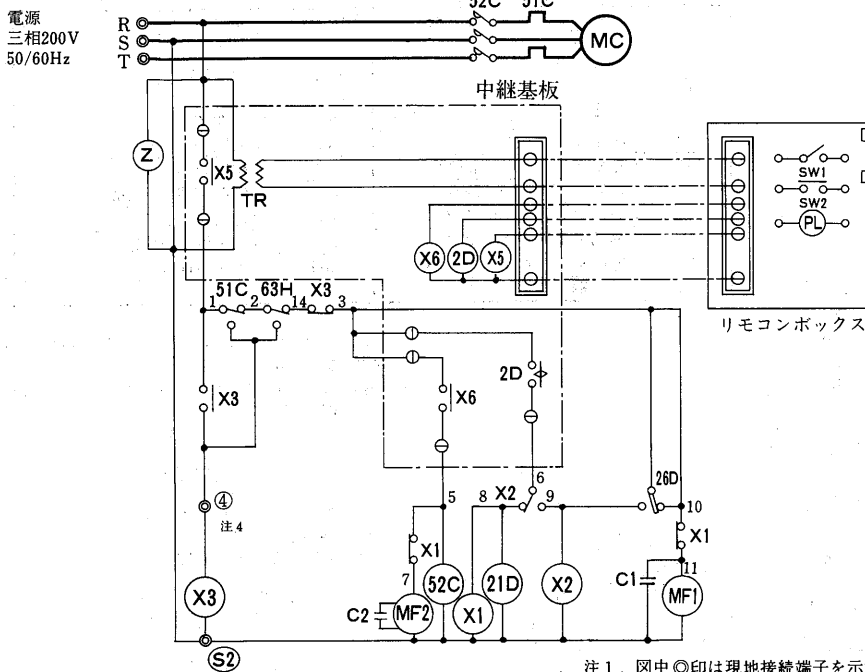 電源
三相200V
50/60Hz
R
S
T
52C 51C
MC
中継基板
Z
X5
TR
X6 2D X5
SW1
SW2
PL
リモコンボックス
51C 63H X3
1 2 14 3
X3
X6
2D
④
注.4
5
8 X2 6 9
26D
10
X1
7
X1
11
C1
X3
C2 MF2 52C X1 21D X2 MF1
S2
注1. 図中◎印は現地接続端子を示